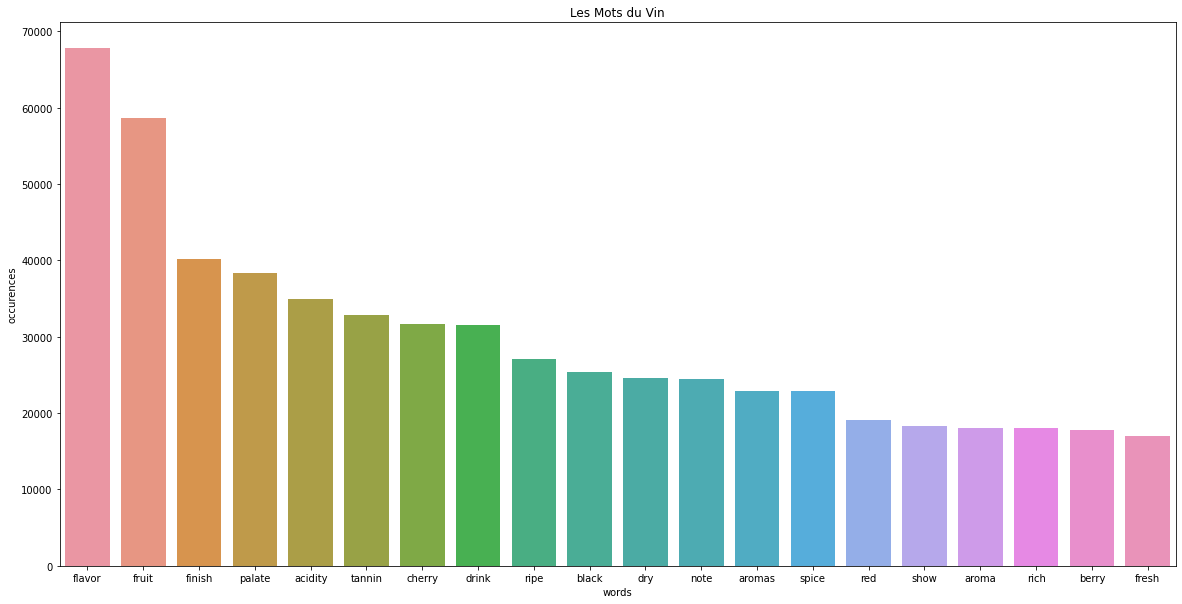 Les Mots du Vin
70000
60000
50000
40000
30000
20000
10000
0
occurences
flavor fruit finish palate acidity tannin cherry drink ripe black dry note aromas spice red show aroma rich berry fresh
words